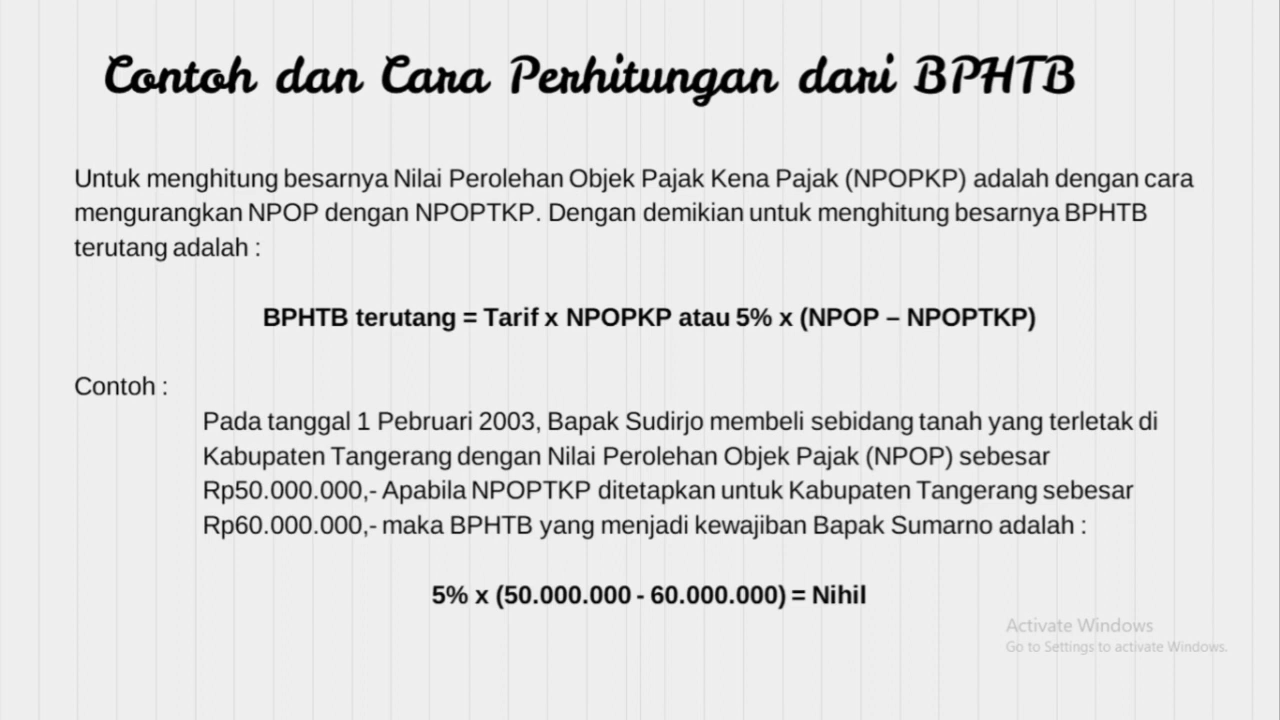 Contoh dan Cara Perhitungan dari BPHTB
Untuk menghitung besarnya Nilai Perolehan Objek Pajak Kena Pajak (NPOPKP) adalah dengan cara
mengurangkan NPOP dengan NPOPTKP. Dengan demikian untuk menghitung besarnya BPHTB
terutang adalah :
BPHTB terutang = Tarif x NPOPKP atau 5% x (NPOP – NPOPTKP)
Contoh :
Pada tanggal 1 Pebruari 2003, Bapak Sudirjo membeli sebidang tanah yang terletak di
Kabupaten Tangerang dengan Nilai Perolehan Objek Pajak (NPOP) sebesar
Rp50.000.000,- Apabila NPOPTKP ditetapkan untuk Kabupaten Tangerang sebesar
Rp60.000.000,- maka BPHTB yang menjadi kewajiban Bapak Sumarno adalah :
5% x (50.000.000 - 60.000.000) = Nihil
Activate Windows
Go to Settings to activate Windows.